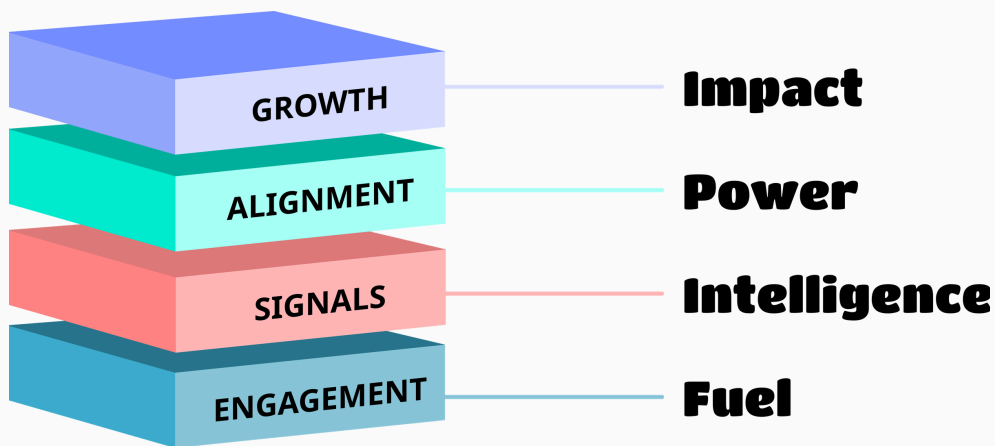 GROWTH Impact
ALIGNMENT Power
SIGNALS Intelligence
ENGAGEMENT Fuel